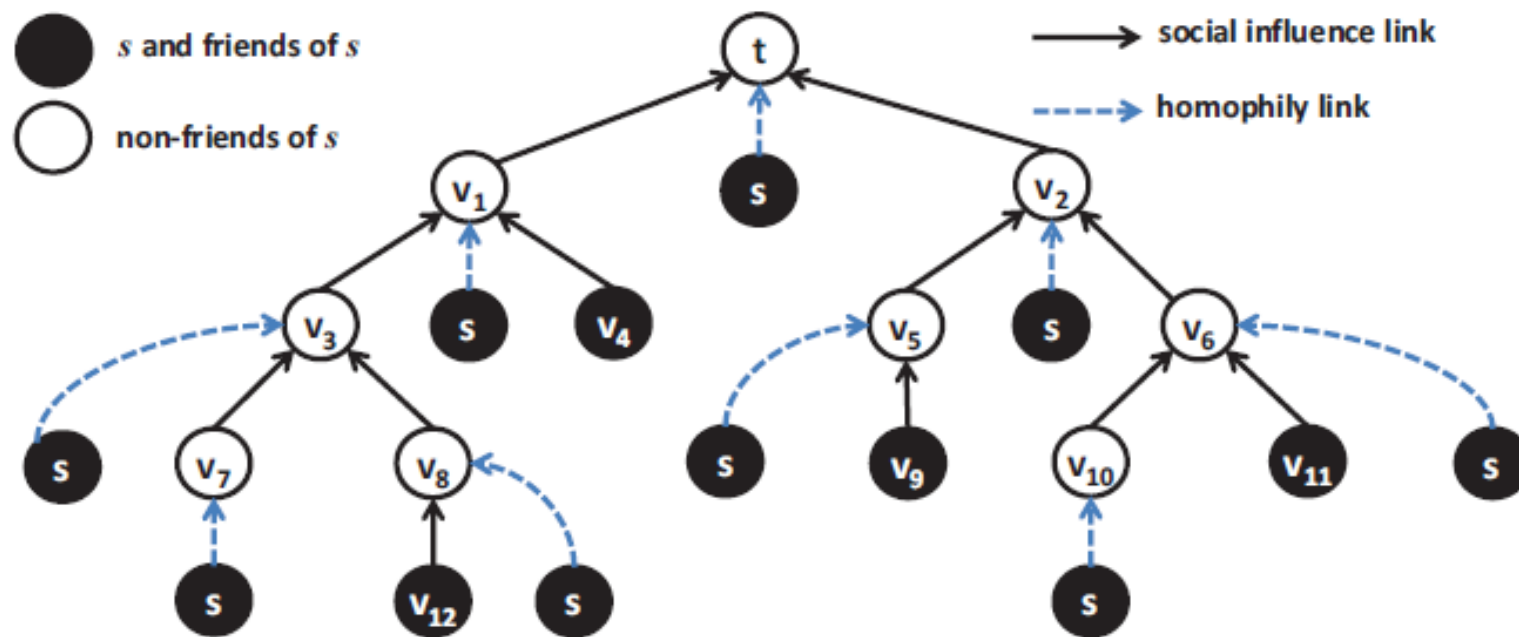 s and friends of s
non-friends of s
t
social influence link
homophily link
s
v1
v2
v3
s
v4
v5
s
v6
s
v7
v8
s
v9
v10
v11
s
s
v12
s
s